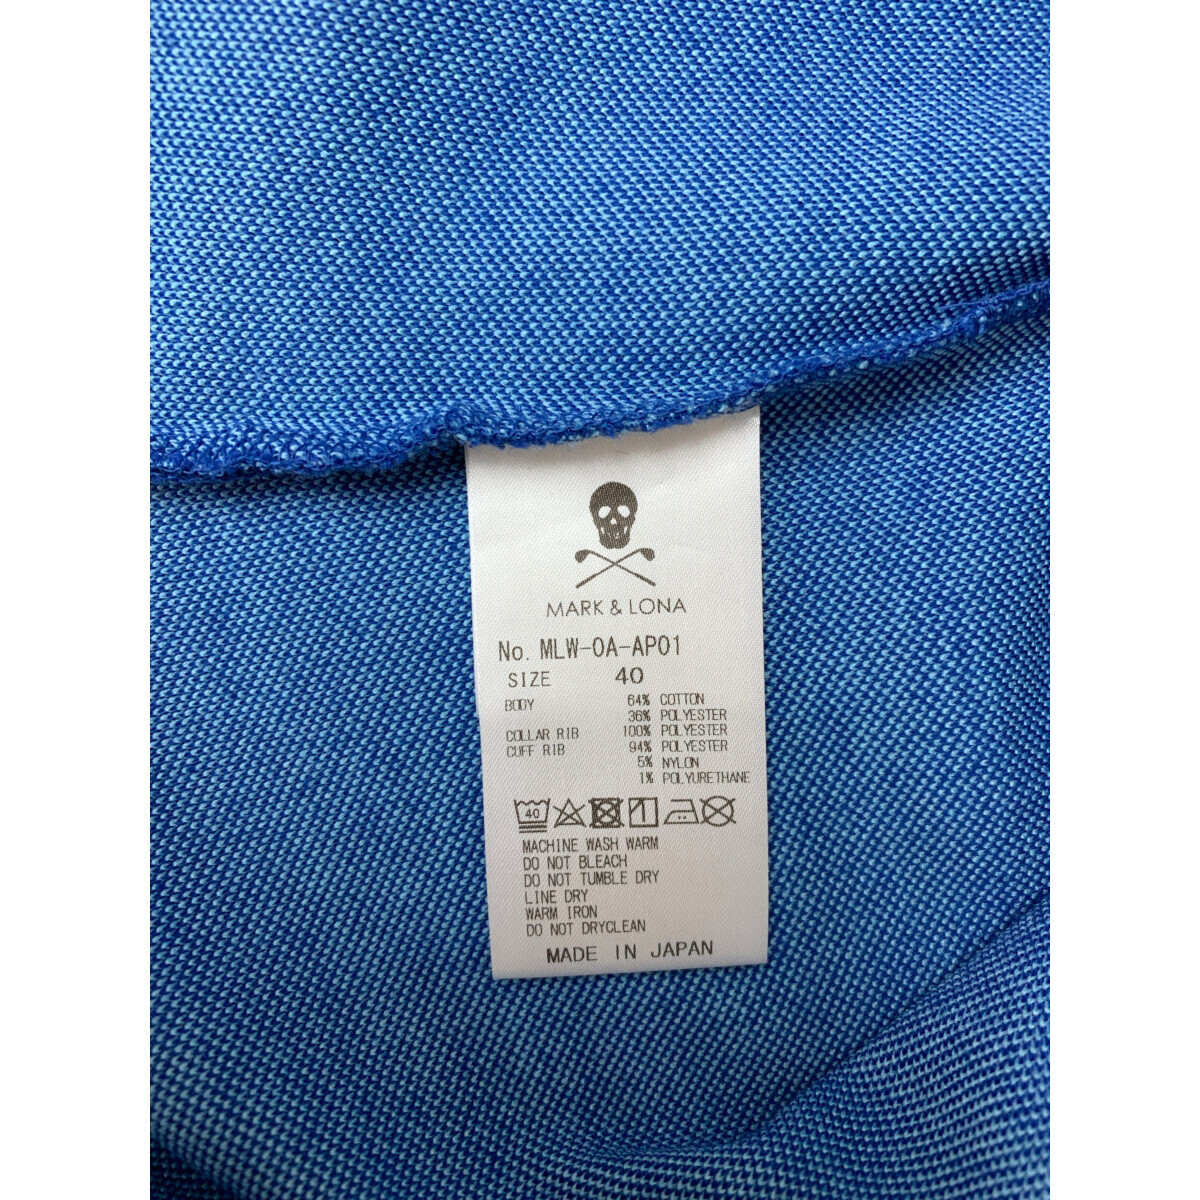 MARK & LONA
No. MLW-0A-AP01
SIZE 40
BODY 64% COTTON
36% POLYESTER
COLLAR RIB 100% POLYESTER
CUFF RIB 94% POLYESTER
5% NYLON
1% POLYURETHANE
40
MACHINE WASH WARM
DO NOT BLEACH
DO NOT TUMBLE DRY
LINE DRY
WARM IRON
DO NOT DRYCLEAN
MADE IN JAPAN